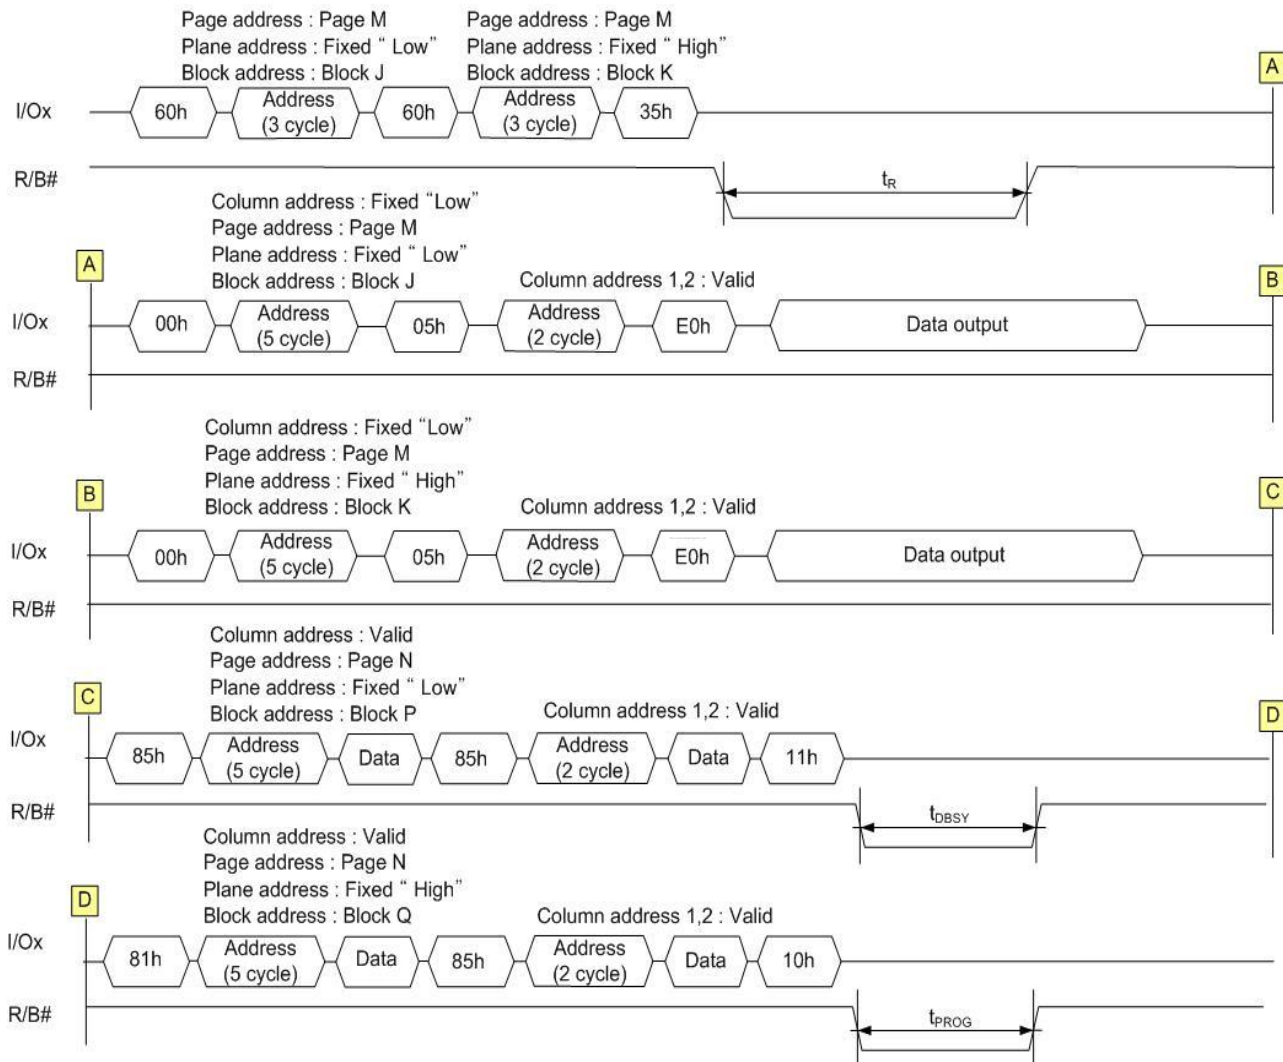 Page address : Page M
Plane address : Fixed “ Low”
Block address : Block J
Page address : Page M
Plane address : Fixed “ High”
Block address : Block K
A
I/Ox
60h
Address
(3 cycle)
60h
Address
(3 cycle)
35h
R/B#
tR
Column address : Fixed “Low”
Page address : Page M
Plane address : Fixed “ Low”
Block address : Block J
Column address 1,2 : Valid
A
B
I/Ox
00h
Address
(5 cycle)
05h
Address
(2 cycle)
E0h
Data output
R/B#
Column address : Fixed “Low”
Page address : Page M
Plane address : Fixed “ High”
Block address : Block K
Column address 1,2 : Valid
B
C
I/Ox
00h
Address
(5 cycle)
05h
Address
(2 cycle)
E0h
Data output
R/B#
Column address : Valid
Page address : Page N
Plane address : Fixed “ Low”
Block address : Block P
Column address 1,2 : Valid
C
D
I/Ox
85h
Address
(5 cycle)
Data
85h
Address
(2 cycle)
Data
11h
R/B#
tDBSY
Column address : Valid
Page address : Page N
Plane address : Fixed “ High”
Block address : Block Q
Column address 1,2 : Valid
D
I/Ox
81h
Address
(5 cycle)
Data
85h
Address
(2 cycle)
Data
10h
R/B#
tPROG